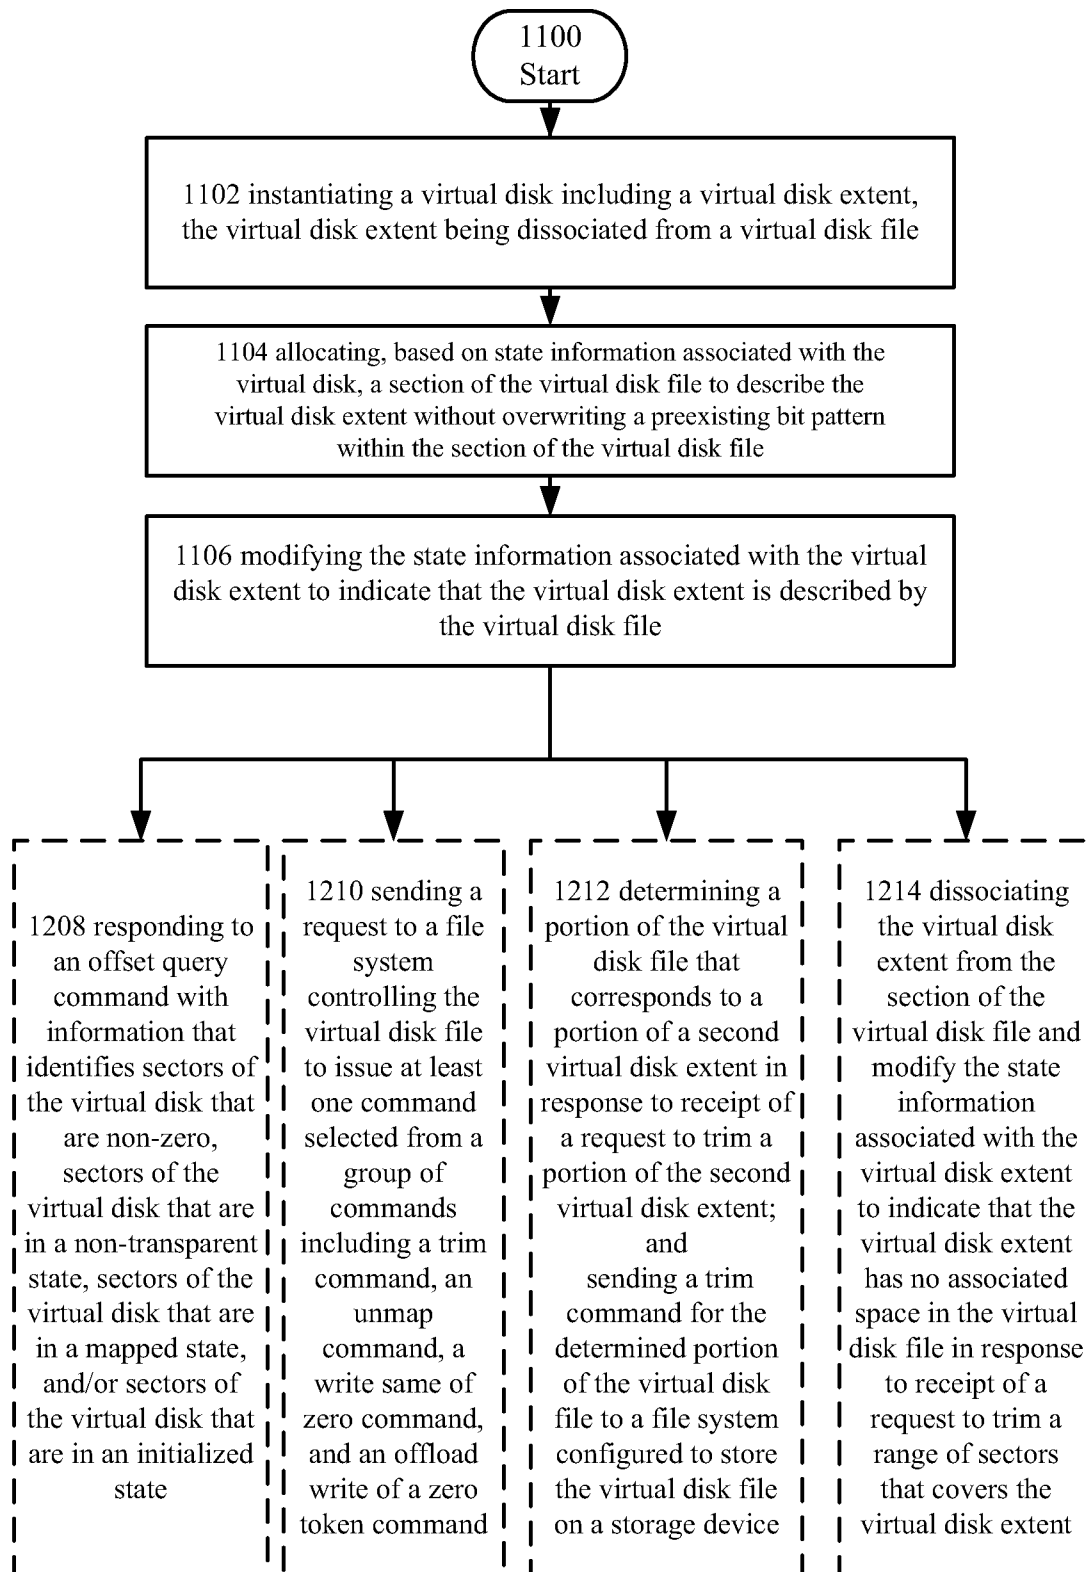 1100
Start
1102 instantiating a virtual disk including a virtual disk extent,
the virtual disk extent being dissociated from a virtual disk file
1104 allocating, based on state information associated with the
virtual disk, a section of the virtual disk file to describe the
virtual disk extent without overwriting a preexisting bit pattern
within the section of the virtual disk file
1106 modifying the state information associated with the virtual
disk extent to indicate that the virtual disk extent is described by
the virtual disk file
1208 responding to
an offset query
command with
information that
identifies sectors of
the virtual disk that
are non-zero,
sectors of the
virtual disk that are
in a non-transparent
state, sectors of the
virtual disk that are
in a mapped state,
and/or sectors of
the virtual disk that
are in an initialized
state
1210 sending a
request to a file
system
controlling the
virtual disk file
to issue at least
one command
selected from a
group of
commands
including a trim
command, an
unmap
command, a
write same of
zero command,
and an offload
write of a zero
token command
1212 determining a
portion of the virtual
disk file that
corresponds to a
portion of a second
virtual disk extent in
response to receipt of
a request to trim a
portion of the second
virtual disk extent;
and
sending a trim
command for the
determined portion
of the virtual disk
file to a file system
configured to store
the virtual disk file
on a storage device
1214 dissociating
the virtual disk
extent from the
section of the
virtual disk file and
modify the state
information
associated with the
virtual disk extent
to indicate that the
virtual disk extent
has no associated
space in the virtual
disk file in response
to receipt of a
request to trim a
range of sectors
that covers the
virtual disk extent